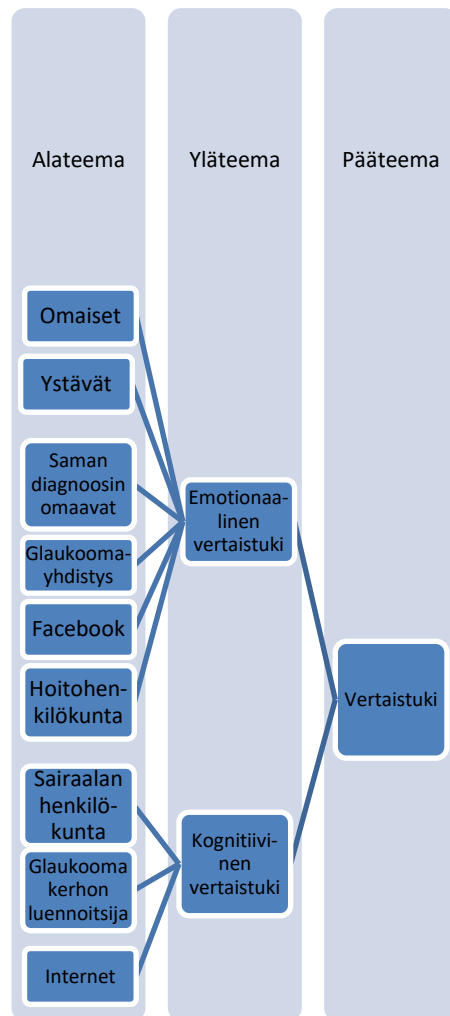 Alateema
Yläteema
Pääteema
Omaiset
Ystävät
Saman
diagnoosin
omaavat
Glaukooma-
yhdistys
Facebook
Hoitohen-
kilökunta
Sairaalan
henkilö-
kunta
Glaukooma
kerhon
luennoitsija
Internet
Emotionaa-
linen
vertaistuki
Kognitiivi-
nen
vertaistuki
Vertaistuki